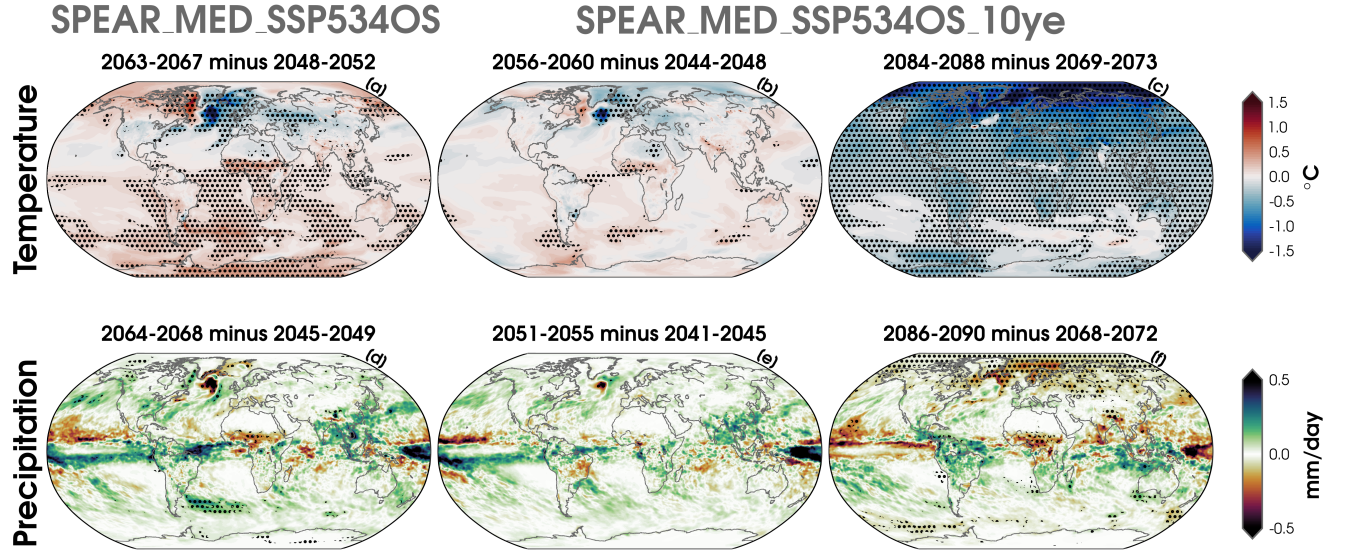 SPEAR_MED_SSP534OS
SPEAR_MED_SSP534OS_10ye
2063-2067 minus 2048-2052
2056-2060 minus 2044-2048
2084-2088 minus 2069-2073
(a)
(b)
(c)
Temperature
1.5
1.0
0.5
0.0
-0.5
-1.0
-1.5
°C
2064-2068 minus 2045-2049
2051-2055 minus 2041-2045
2086-2090 minus 2068-2072
(d)
(e)
(f)
Precipitation
0.5
0.0
-0.5
mm/day